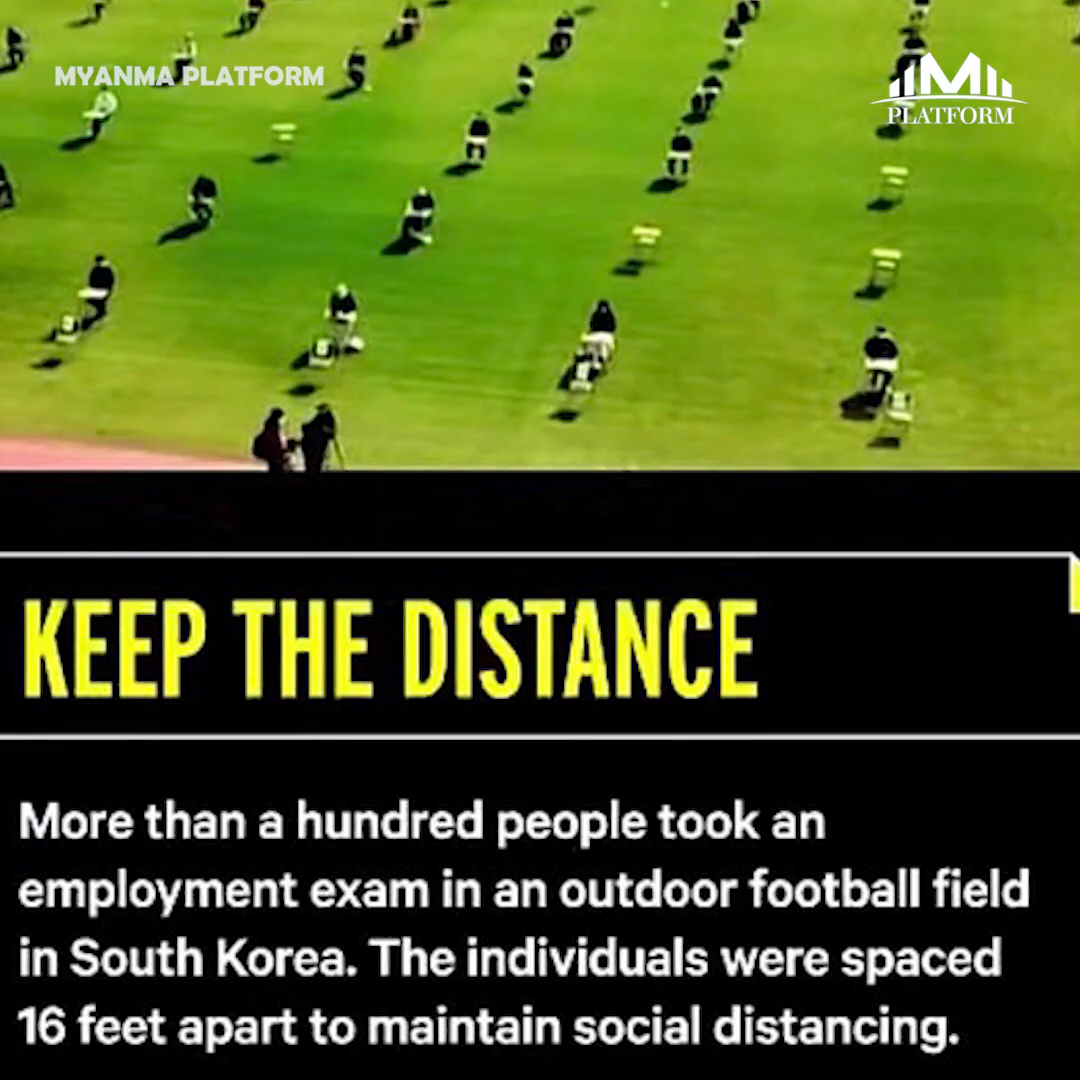 MYANMA PLATFORM
M
PLATFORM
KEEP THE DISTANCE
More than a hundred people took an
employment exam in an outdoor football field
in South Korea. The individuals were spaced
16 feet apart to maintain social distancing.